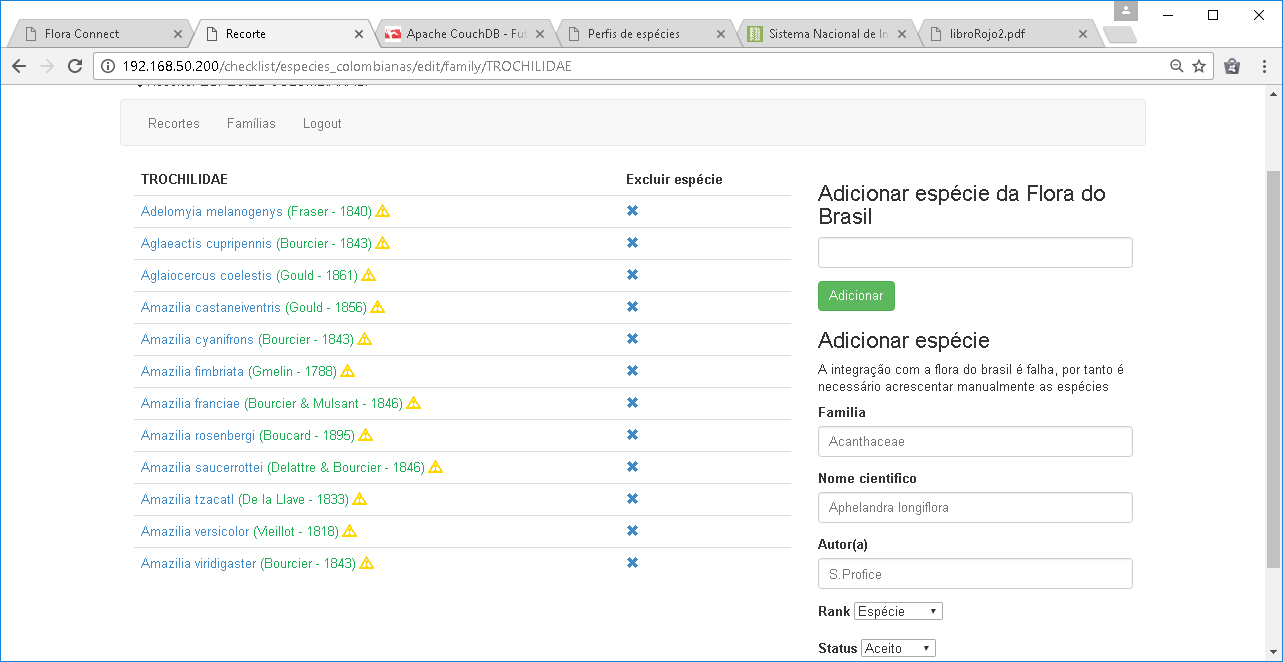 Flora Connect
Recorte
Apache CouchDB - Fut
Perfis de espécies
Sistema Nacional de In
libroRojo2.pdf
192.168.50.200/checklist/especies_colombianas/edit/family/TROCHILIDAE
Recortes Famílias Logout
TROCHILIDAE Excluir espécie
Adelomyia melanogenys (Fraser - 1840)
Aglaeactis cupripennis (Bourcier - 1843)
Aglaiocercus coelestis (Gould - 1861)
Amazilia castaneiventris (Gould - 1856)
Amazilia cyanifrons (Bourcier - 1843)
Amazilia fimbriata (Gmelin - 1788)
Amazilia franciae (Bourcier & Mulsant - 1846)
Amazilia rosenbergi (Boucard - 1895)
Amazilia saucerrottei (Delattre & Bourcier - 1846)
Amazilia tzacatl (De la Llave - 1833)
Amazilia versicolor (Vieillot - 1818)
Amazilia viridigaster (Bourcier - 1843)
Adicionar espécie da Flora do
Brasil
Adicionar
Adicionar espécie
A integração com a flora do brasil é falha, por tanto é
necessário acrescentar manualmente as espécies
Familia
Acanthaceae
Nome cientifico
Aphelandra longiflora
Autor(a)
S.Profice
Rank Espécie
Status Aceito